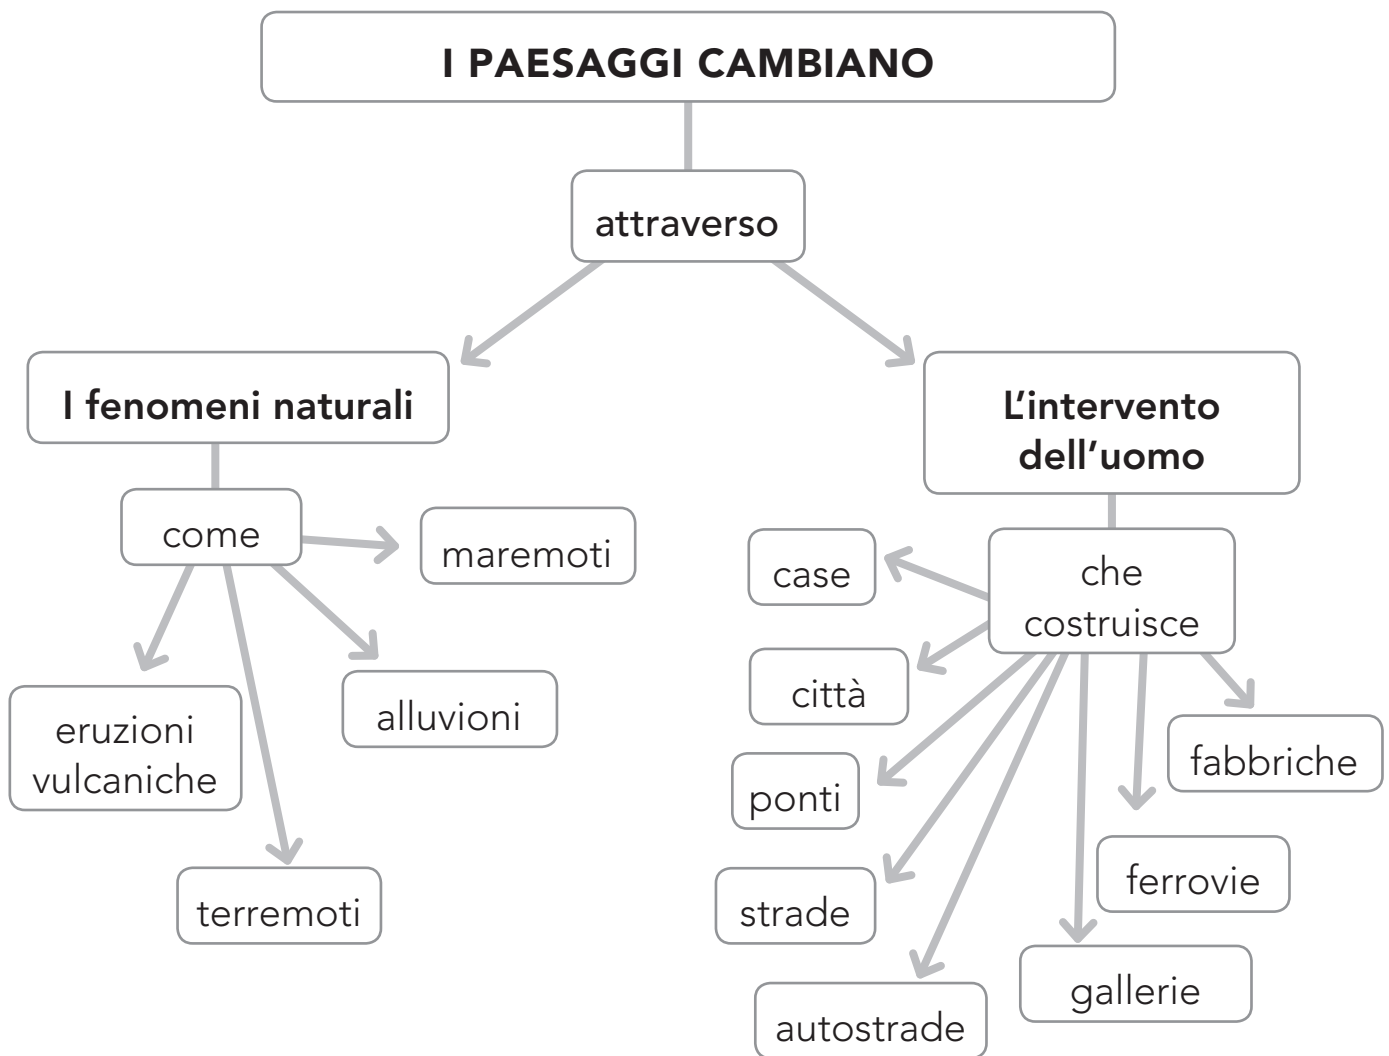 I PAESAGGI CAMBIANO
attraverso
I fenomeni naturali
come
maremoti
alluvioni
eruzioni
vulcaniche
terremoti
L'intervento
dell'uomo
che
costruisce
case
città
ponti
strade
autostrade
gallerie
ferrovie
fabbriche